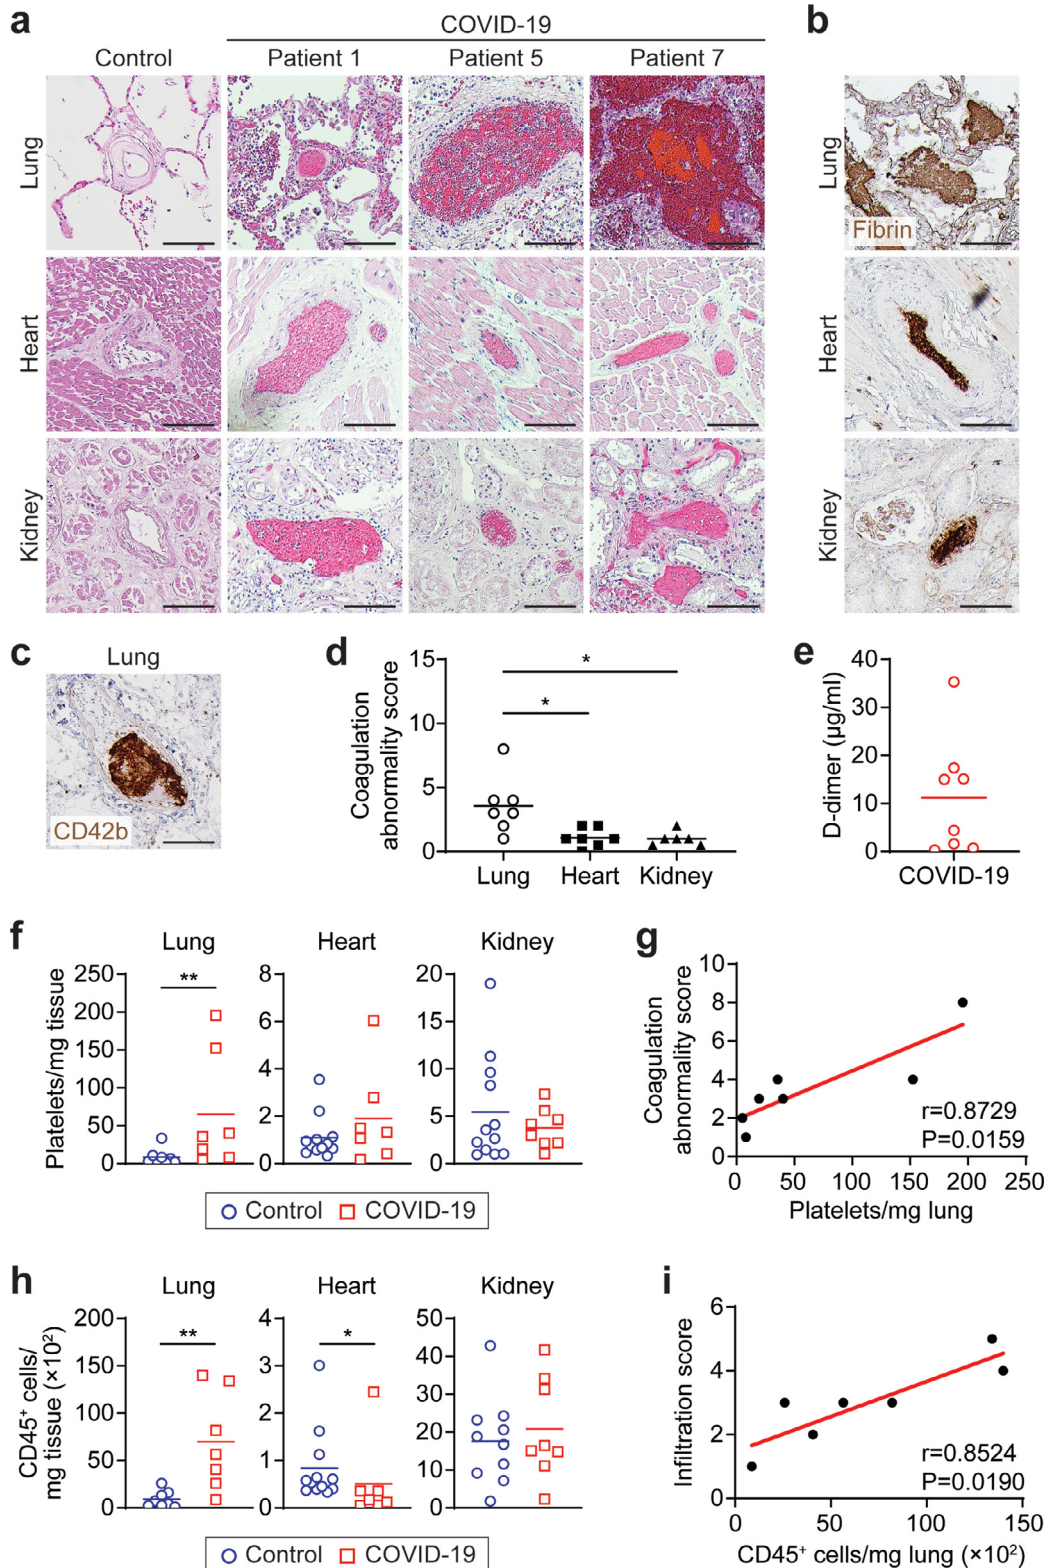 a
COVID-19
b
Control
Patient 1
Patient 5
Patient 7
Lung
Lung
Fibrin
Heart
Heart
Kidney
Kidney
c
Lung
CD42b
d
Coagulation
abnormality score
15
10
5
0
*
*
Lung
Heart
Kidney
e
D-dimer (µg/ml)
40
30
20
10
0
COVID-19
f
Lung
Heart
Kidney
Platelets/mg tissue
250
200
150
100
50
0
**
8
6
4
2
0
20
15
10
5
0
Control
COVID-19
g
Coagulation
abnormality score
10
8
6
4
2
0
r=0.8729
P=0.0159
0 50 100 150 200 250
Platelets/mg lung
h
Lung
Heart
Kidney
CD45⁺ cells/
mg tissue (×10²)
200
150
100
50
0
**
4
3
2
1
0
*
50
40
30
20
10
0
Control
COVID-19
i
Infiltration score
6
4
2
0
r=0.8524
P=0.0190
0 50 100 150
CD45⁺ cells/mg lung (×10²)